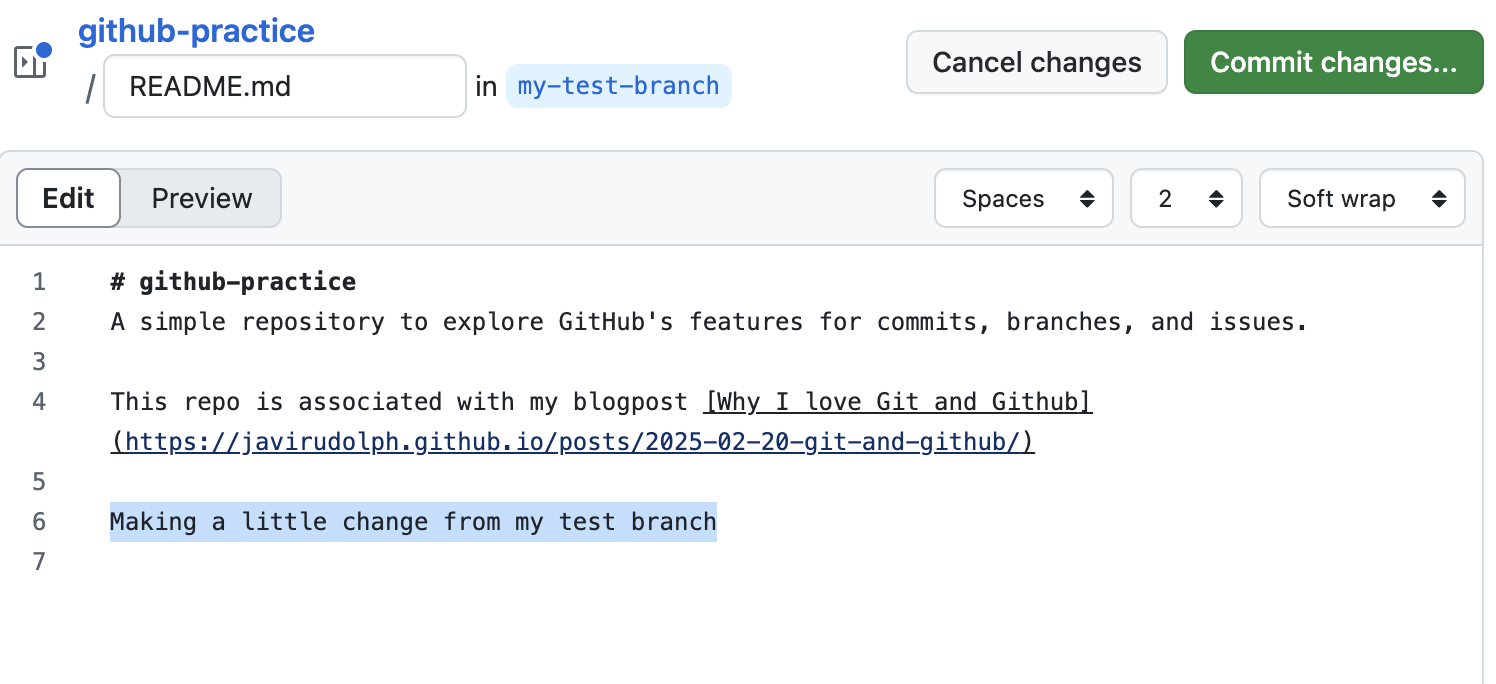 github-practice
/ README.md in my-test-branch
Cancel changes Commit changes...
Edit Preview Spaces 2 Soft wrap
1 # github-practice
2 A simple repository to explore GitHub's features for commits, branches, and issues.
3
4 This repo is associated with my blogpost [Why I love Git and Github]
(https://javirudolph.github.io/posts/2025-02-20-git-and-github/)
5
6 Making a little change from my test branch
7